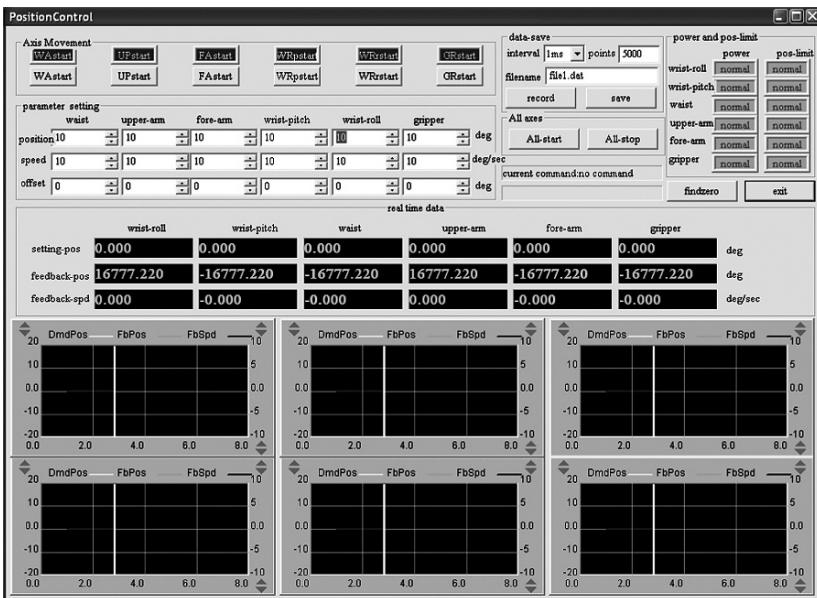 PositionControl
Axis Movement
WAstart UPstart FAstart WRpstart WRrstart GRstart
WAstart UPstart FAstart WRpstart WRrstart GRstart
data-save
interval 1ms points 5000
filename file1.dat
record save
power and pos-limit
power pos-limit
wrist-roll normal normal
wrist-pitch normal normal
waist normal normal
upper-arm normal normal
fore-arm normal normal
gripper normal normal
parameter setting
waist upper-arm fore-arm wrist-pitch wrist-roll gripper
position 10 10 10 10 10 10 deg
speed 10 10 10 10 10 10 deg/sec
offset 0 0 0 0 0 0 deg
All axes
All-start All-stop
current command:no command
findzero exit
real time data
wrist-roll wrist-pitch waist upper-arm fore-arm gripper
setting-pos 0.000 0.000 0.000 0.000 0.000 0.000 deg
feedback-pos 16777.220 -16777.220 -16777.220 16777.220 -16777.220 -16777.220 deg
feedback-spd 0.000 -0.000 -0.000 0.000 -0.000 -0.000 deg/sec
DmdPos FbPos FbSpd DmdPos FbPos FbSpd DmdPos FbPos FbSpd
20 10 20 10 20 10
10 5 10 5 10 5
0.0 0.0 0.0 0.0 0.0 0.0
-10 -5 -10 -5 -10 -5
-20 -10 -20 -10 -20 -10
0.0 2.0 4.0 6.0 8.0 0.0 2.0 4.0 6.0 8.0 0.0 2.0 4.0 6.0 8.0
DmdPos FbPos FbSpd DmdPos FbPos FbSpd DmdPos FbPos FbSpd
20 10 20 10 20 10
10 5 10 5 10 5
0.0 0.0 0.0 0.0 0.0 0.0
-10 -5 -10 -5 -10 -5
-20 -10 -20 -10 -20 -10
0.0 2.0 4.0 6.0 8.0 0.0 2.0 4.0 6.0 8.0 0.0 2.0 4.0 6.0 8.0